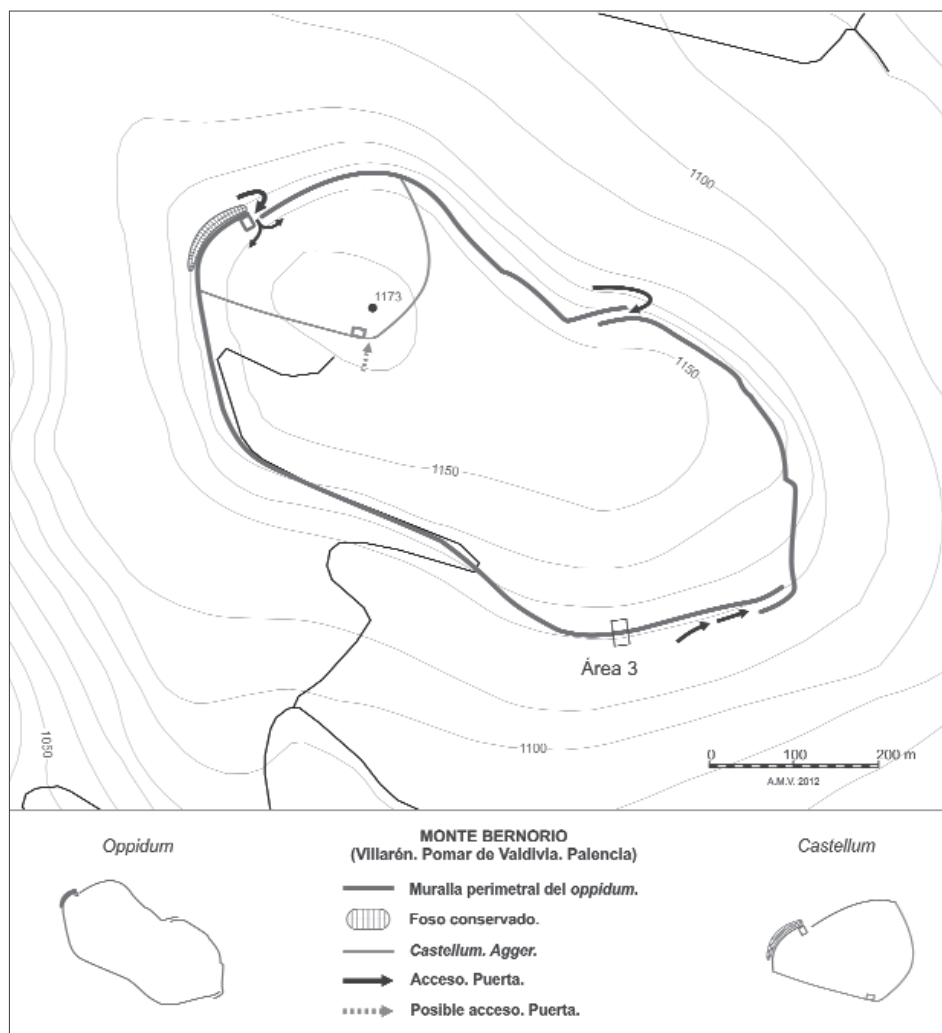 1100
1173
1150
1150
Área 3
1050
1100
0 100 200 m
A.M.V. 2012
Oppidum
MONTE BERNORIO
(Villarén. Pomar de Valdivia. Palencia)
Castellum
Muralla perimetral del oppidum.
Foso conservado.
Castellum. Agger.
Acceso. Puerta.
Posible acceso. Puerta.